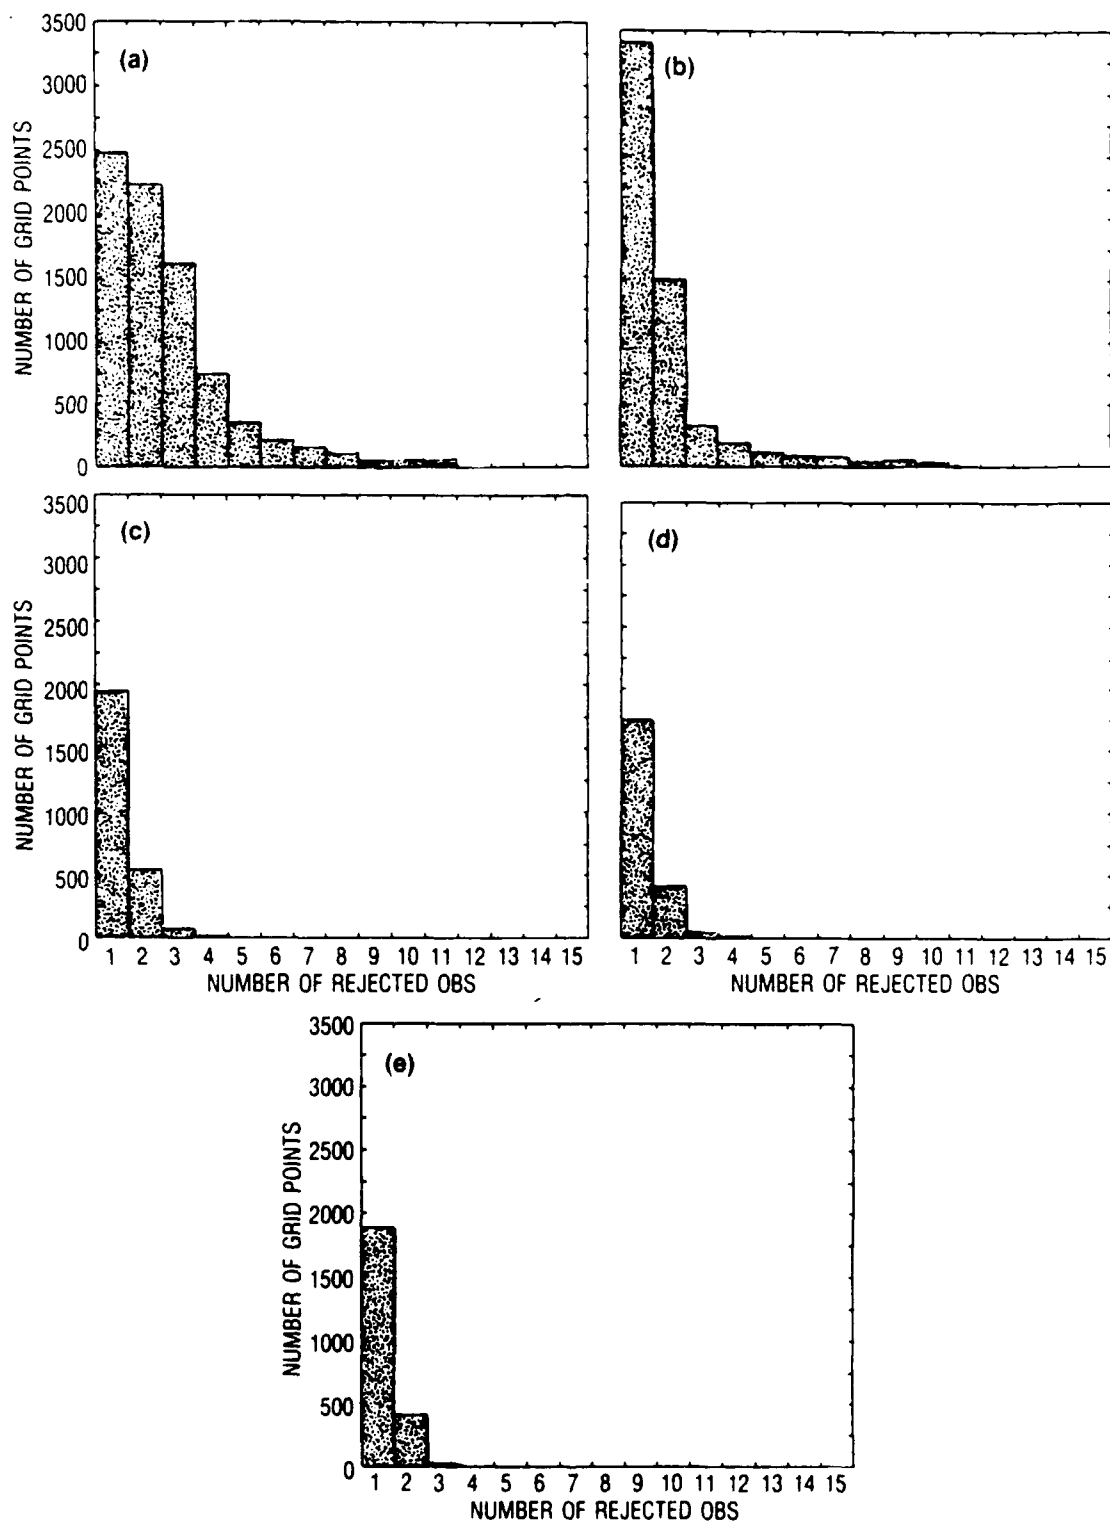 (a)
3500
3000
2500
2000
1500
1000
500
0
NUMBER OF GRID POINTS
(b)
(c)
3500
3000
2500
2000
1500
1000
500
0
NUMBER OF GRID POINTS
1 2 3 4 5 6 7 8 9 10 11 12 13 14 15
NUMBER OF REJECTED OBS
(d)
1 2 3 4 5 6 7 8 9 10 11 12 13 14 15
NUMBER OF REJECTED OBS
(e)
3500
3000
2500
2000
1500
1000
500
0
NUMBER OF GRID POINTS
1 2 3 4 5 6 7 8 9 10 11 12 13 14 15
NUMBER OF REJECTED OBS